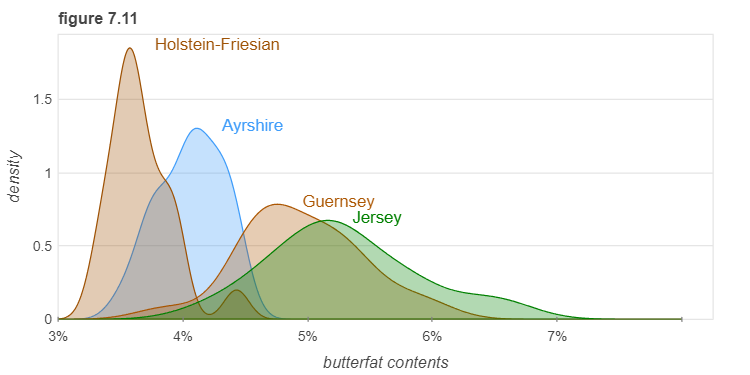 figure 7.11
Holstein-Friesian
Ayrshire
Guernsey
Jersey
density
1.5
1
0.5
0
3%
4%
5%
6%
7%
butterfat contents